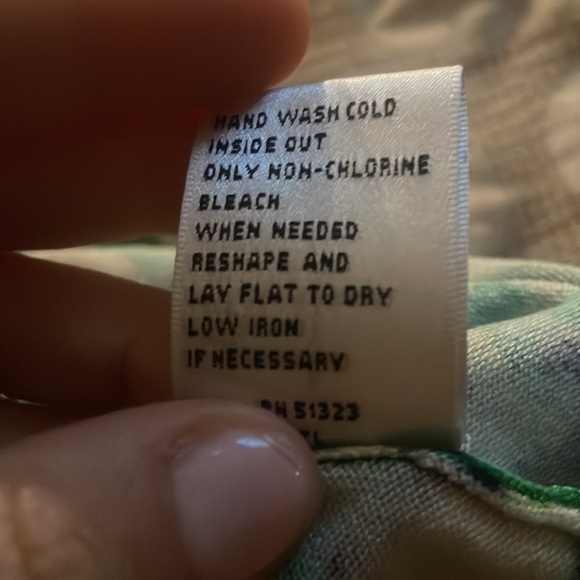 HAND WASH COLD
INSIDE OUT
ONLY NON-CHLORINE
BLEACH
WHEN NEEDED
RESHAPE AND
LAY FLAT TO DRY
LOW IRON
IF NECESSARY
51323